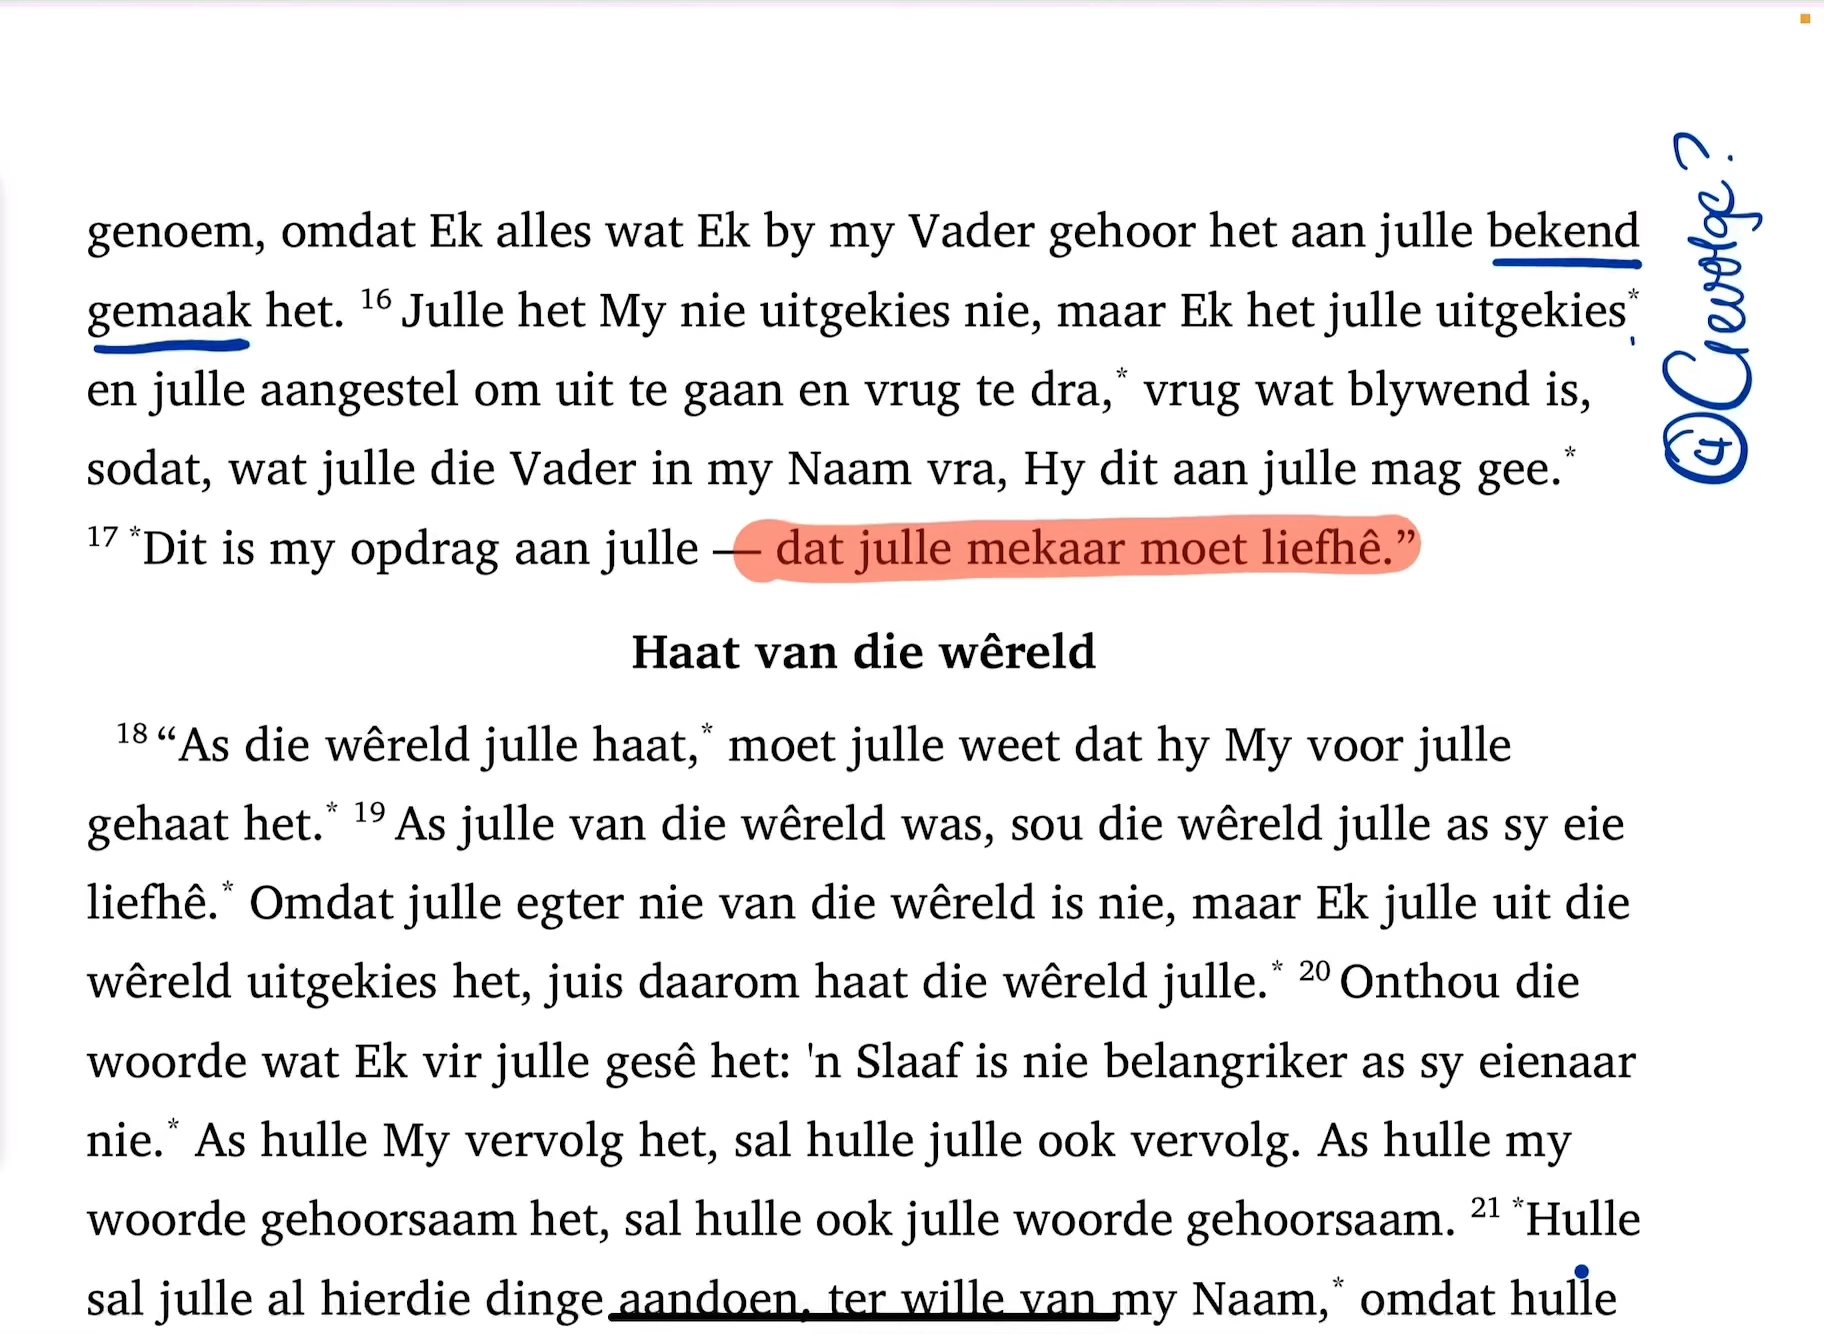 genoem, omdat Ek alles wat Ek by my Vader gehoor het aan julle bekend
gemaak het. 16 Julle het My nie uitgekies nie, maar Ek het julle uitgekies*
en julle aangestel om uit te gaan en vrug te dra,* vrug wat blywend is,
sodat, wat julle die Vader in my Naam vra, Hy dit aan julle mag gee.*
17 *Dit is my opdrag aan julle — dat julle mekaar moet liefhê.”
Haat van die wêreld
18 “As die wêreld julle haat,* moet julle weet dat hy My voor julle
gehaat het.* 19 As julle van die wêreld was, sou die wêreld julle as sy eie
liefhê.* Omdat julle egter nie van die wêreld is nie, maar Ek julle uit die
wêreld uitgekies het, juis daarom haat die wêreld julle.* 20 Onthou die
woorde wat Ek vir julle gesê het: 'n Slaaf is nie belangriker as sy eienaar
nie.* As hulle My vervolg het, sal hulle julle ook vervolg. As hulle my
woorde gehoorsaam het, sal hulle ook julle woorde gehoorsaam. 21 *Hulle
sal julle al hierdie dinge aandoen, ter wille van my Naam,* omdat hulle
④ Gevolge?